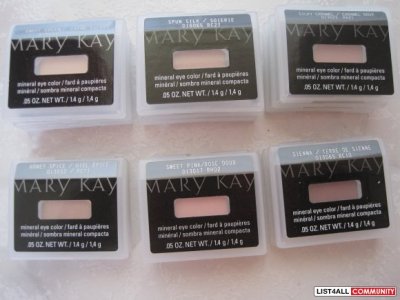 SPUN SILK / SOIERIE
MARY KAY
mineral eye color / fard à paupières
minéral / sombra mineral compacta
.05 OZ. NET WT. / 1,4 g / 1,4 g
MARY KAY
mineral eye color / fard à paupières
minéral / sombra mineral compacta
.05 OZ. NET WT. / 1,4 g / 1,4 g
MARY KAY
mineral eye color / fard à paupières
minéral / sombra mineral compacta
.05 OZ. NET WT. / 1,4 g / 1,4 g
HONEY SPICE / MIEL ÉPICÉ
MARY KAY
mineral eye color / fard à paupières
minéral / sombra mineral compacta
.05 OZ. NET WT. / 1,4 g / 1,4 g
SWEET PINK/ROSE DOUX
MARY KAY
mineral eye color / fard à paupières
minéral / sombra mineral compacta
.05 OZ. NET WT. / 1,4 g / 1,4 g
SIENNA / TERRE DE SIENNE
MARY KAY
mineral eye color / fard à paupières
minéral / sombra mineral compacta
.05 OZ. NET WT. / 1,4 g / 1,4 g
LIST4ALL COMMUNITY